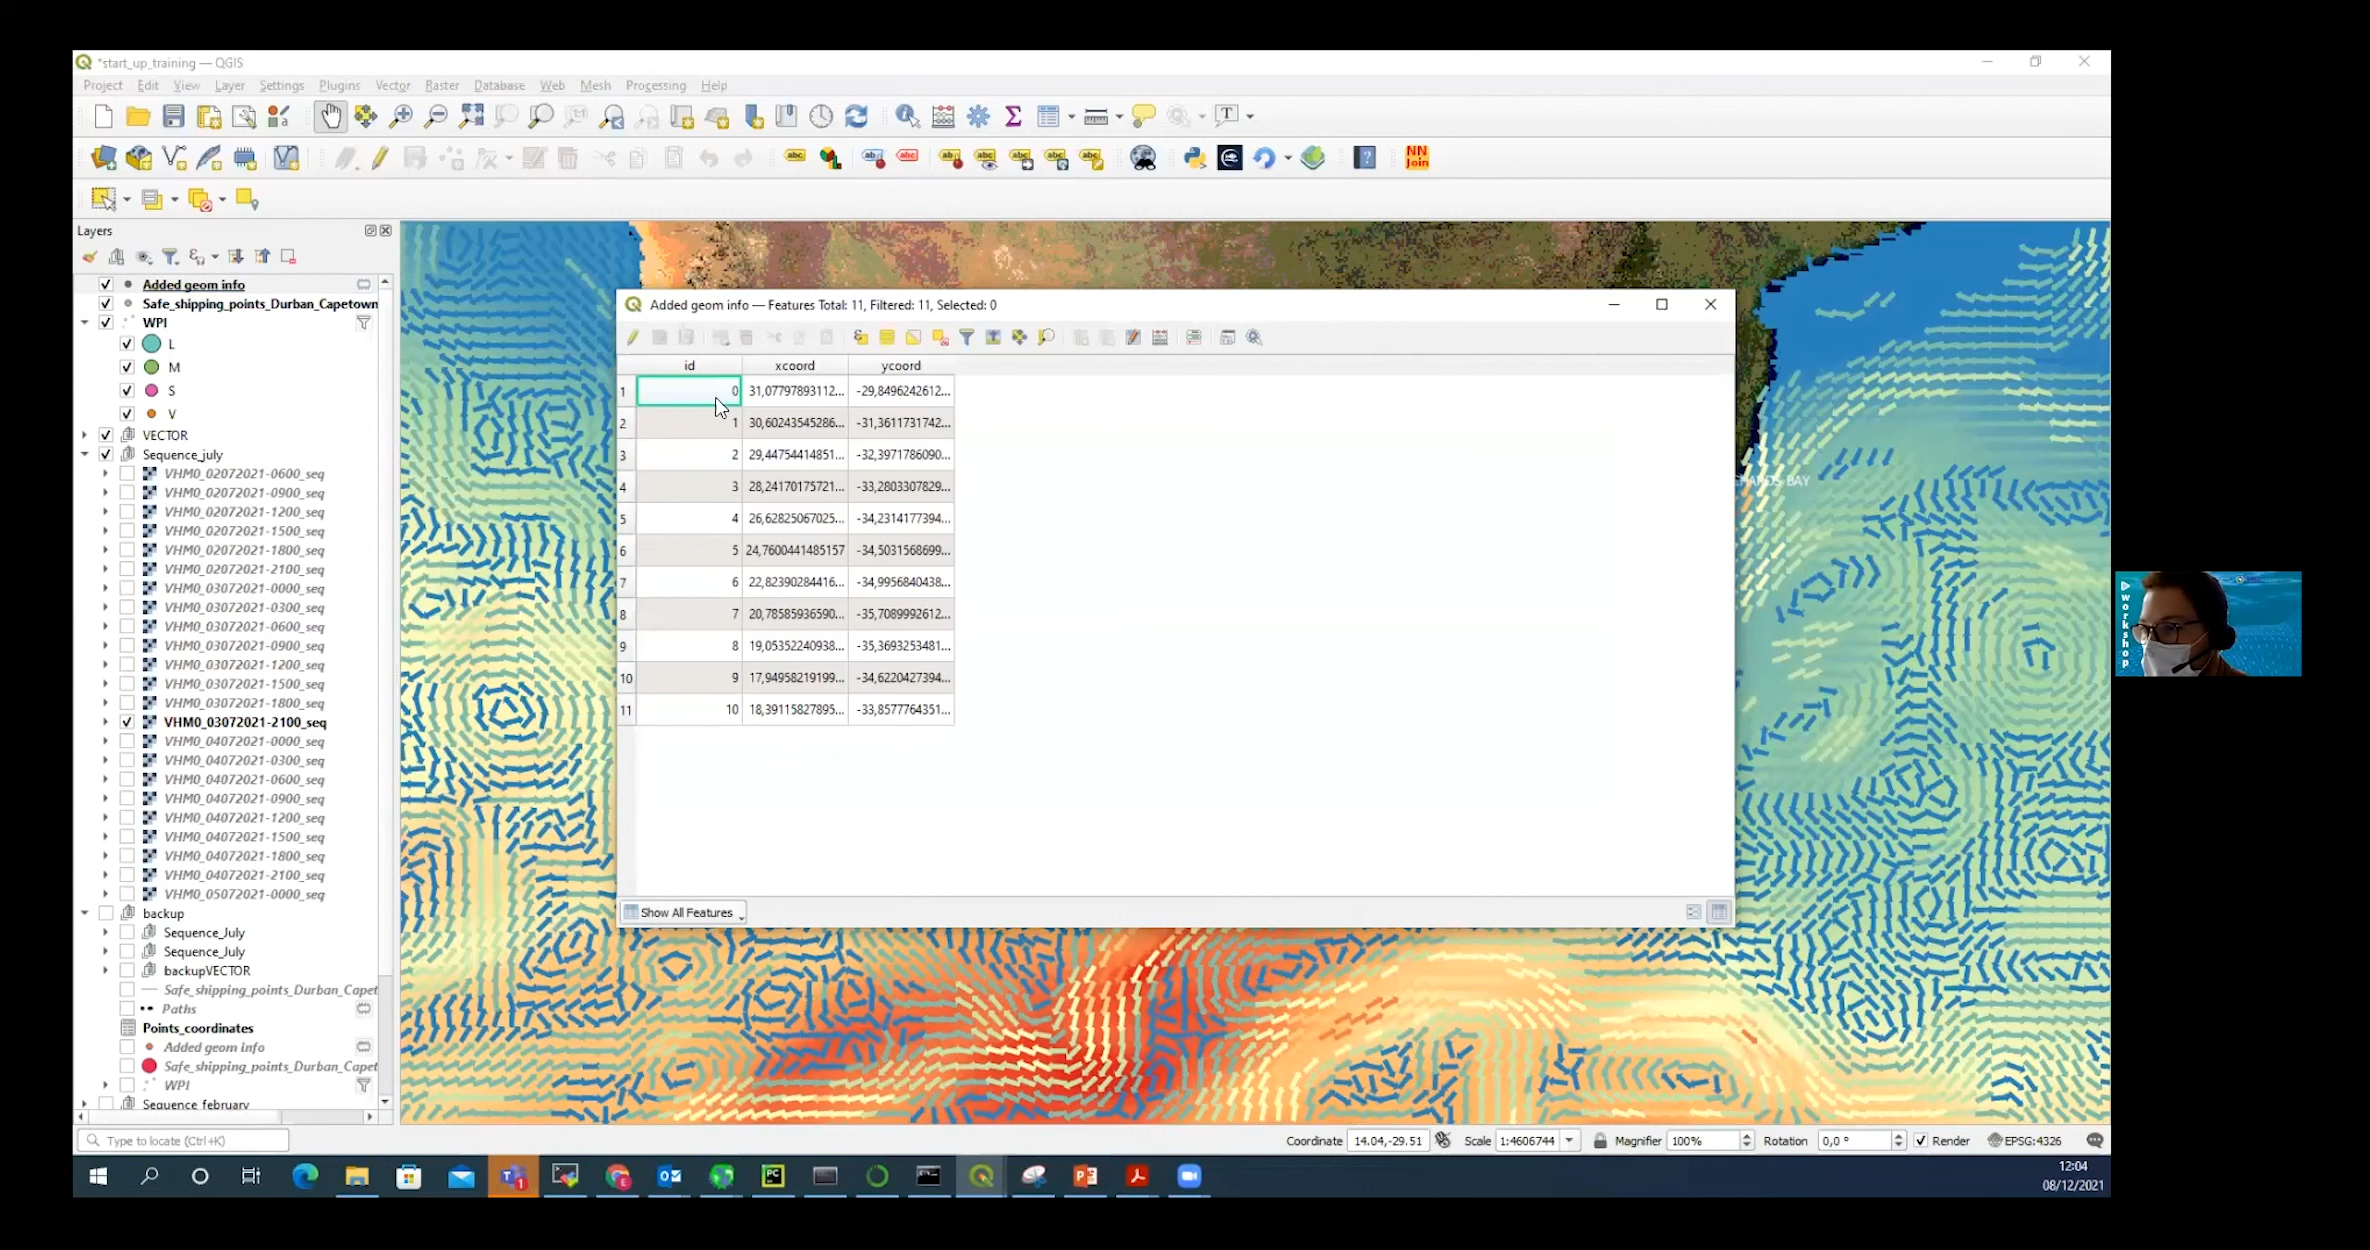 *start_up_training — QGIS
Project Edit View Layer Settings Plugins Vector Raster Database Web Mesh Processing Help
NN
Join
Layers
Added geom info
Safe_shipping_points_Durban_Capetown
WPI
L
M
S
V
VECTOR
Sequence_july
VHM0_02072021-0600_seq
VHM0_02072021-0900_seq
VHM0_02072021-1200_seq
VHM0_02072021-1500_seq
VHM0_02072021-1800_seq
VHM0_02072021-2100_seq
VHM0_03072021-0000_seq
VHM0_03072021-0300_seq
VHM0_03072021-0600_seq
VHM0_03072021-0900_seq
VHM0_03072021-1200_seq
VHM0_03072021-1500_seq
VHM0_03072021-1800_seq
VHM0_03072021-2100_seq
VHM0_04072021-0000_seq
VHM0_04072021-0300_seq
VHM0_04072021-0600_seq
VHM0_04072021-0900_seq
VHM0_04072021-1200_seq
VHM0_04072021-1500_seq
VHM0_04072021-1800_seq
VHM0_04072021-2100_seq
VHM0_05072021-0000_seq
backup
Sequence_July
Sequence_July
backupVECTOR
Safe_shipping_points_Durban_Capet
Paths
Points_coordinates
Added geom info
Safe_shipping_points_Durban_Capet
WPI
Sequence_february
Added geom info — Features Total: 11, Filtered: 11, Selected: 0
id xcoord ycoord
1 0 31,07797893112... -29,8496242612...
2 1 30,60243545286... -31,3611731742...
3 2 29,44754414851... -32,3971786090...
4 3 28,24170175721... -33,2803307829...
5 4 26,62825067025... -34,2314177394...
6 5 24,7600441485157 -34,5031568699...
7 6 22,82390284416... -34,9956840438...
8 7 20,78585936590... -35,7089992612...
9 8 19,05352240938... -35,3693253481...
10 9 17,94958219199... -34,6220427394...
11 10 18,39115827895... -33,8577764351...
Show All Features
BAY
workshop
Type to locate (Ctrl+K)
Coordinate 14.04,-29.51 Scale 1:4606744 Magnifier 100% Rotation 0,0 ° Render EPSG:4326
12:04
08/12/2021